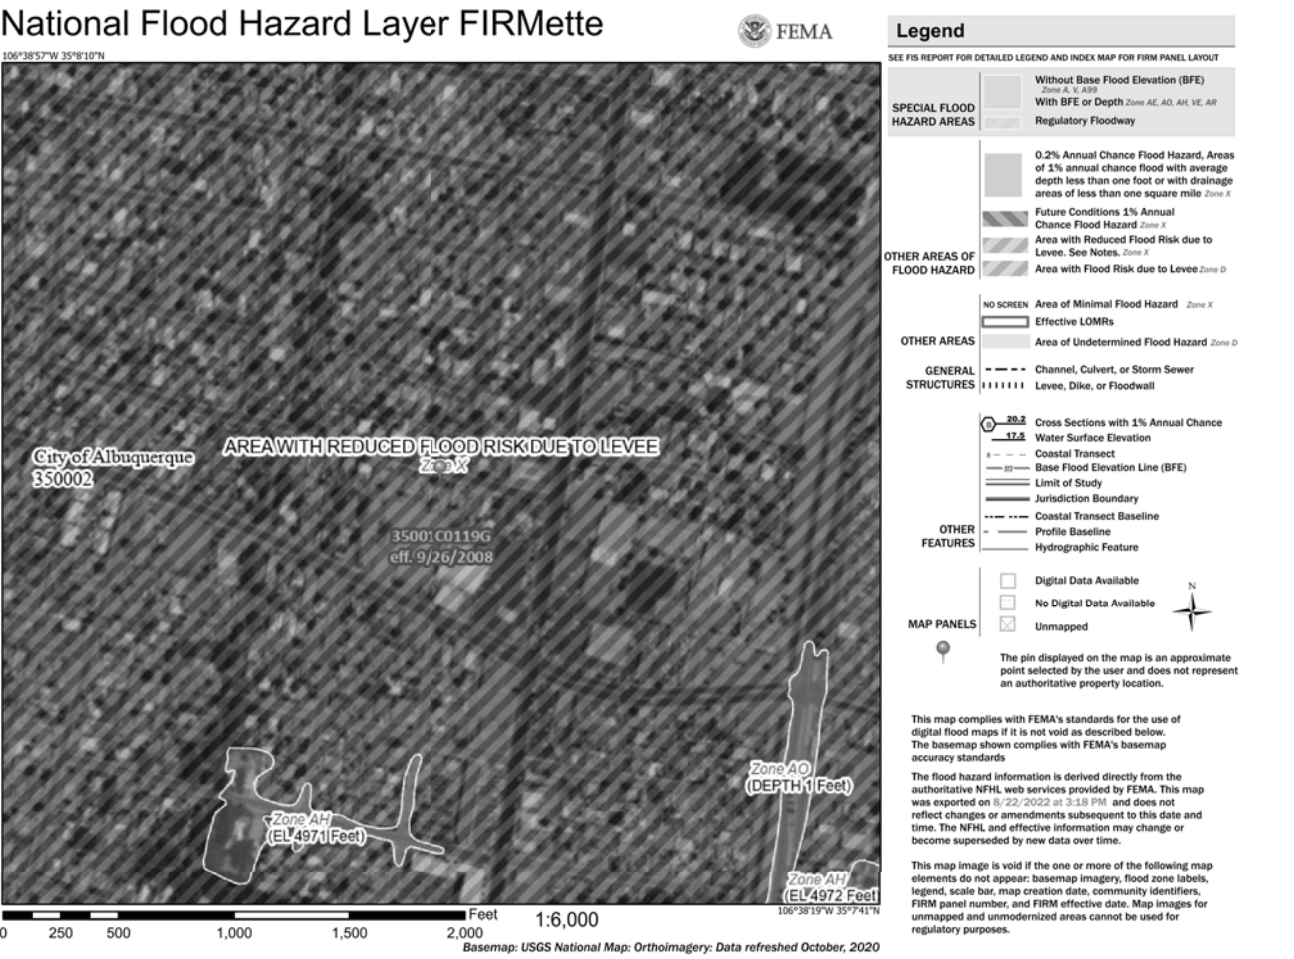 National Flood Hazard Layer FIRMette
FEMA
106°38'57"W 35°8'10"N
AREA WITH REDUCED FLOOD RISK DUE TO LEVEE
Zone X
City of Albuquerque
350002
35001C0119G
eff. 9/26/2008
Zone AO
(DEPTH 1 Feet)
Zone AH
(EL 4971 Feet)
Zone AH
(EL 4972 Feet)
106°38'19"W 35°7'41"N
Feet
1:6,000
0 250 500 1,000 1,500 2,000
Basemap: USGS National Map: Orthoimagery: Data refreshed October, 2020
Legend
SEE FIS REPORT FOR DETAILED LEGEND AND INDEX MAP FOR FIRM PANEL LAYOUT
SPECIAL FLOOD
HAZARD AREAS
Without Base Flood Elevation (BFE)
Zone A, V, A99
With BFE or Depth Zone AE, AO, AH, VE, AR
Regulatory Floodway
OTHER AREAS OF
FLOOD HAZARD
0.2% Annual Chance Flood Hazard, Areas
of 1% annual chance flood with average
depth less than one foot or with drainage
areas of less than one square mile Zone X
Future Conditions 1% Annual
Chance Flood Hazard Zone X
Area with Reduced Flood Risk due to
Levee. See Notes. Zone X
Area with Flood Risk due to Levee Zone D
OTHER AREAS
NO SCREEN Area of Minimal Flood Hazard Zone X
Effective LOMRs
Area of Undetermined Flood Hazard Zone D
GENERAL
STRUCTURES
Channel, Culvert, or Storm Sewer
Levee, Dike, or Floodwall
OTHER
FEATURES
B 20.2 Cross Sections with 1% Annual Chance
17.5 Water Surface Elevation
8 Coastal Transect
513 Base Flood Elevation Line (BFE)
Limit of Study
Jurisdiction Boundary
Coastal Transect Baseline
Profile Baseline
Hydrographic Feature
MAP PANELS
Digital Data Available
No Digital Data Available
Unmapped
N
The pin displayed on the map is an approximate
point selected by the user and does not represent
an authoritative property location.
This map complies with FEMA's standards for the use of
digital flood maps if it is not void as described below.
The basemap shown complies with FEMA's basemap
accuracy standards
The flood hazard information is derived directly from the
authoritative NFHL web services provided by FEMA. This map
was exported on 8/22/2022 at 3:18 PM and does not
reflect changes or amendments subsequent to this date and
time. The NFHL and effective information may change or
become superseded by new data over time.
This map image is void if the one or more of the following map
elements do not appear: basemap imagery, flood zone labels,
legend, scale bar, map creation date, community identifiers,
FIRM panel number, and FIRM effective date. Map images for
unmapped and unmodernized areas cannot be used for
regulatory purposes.